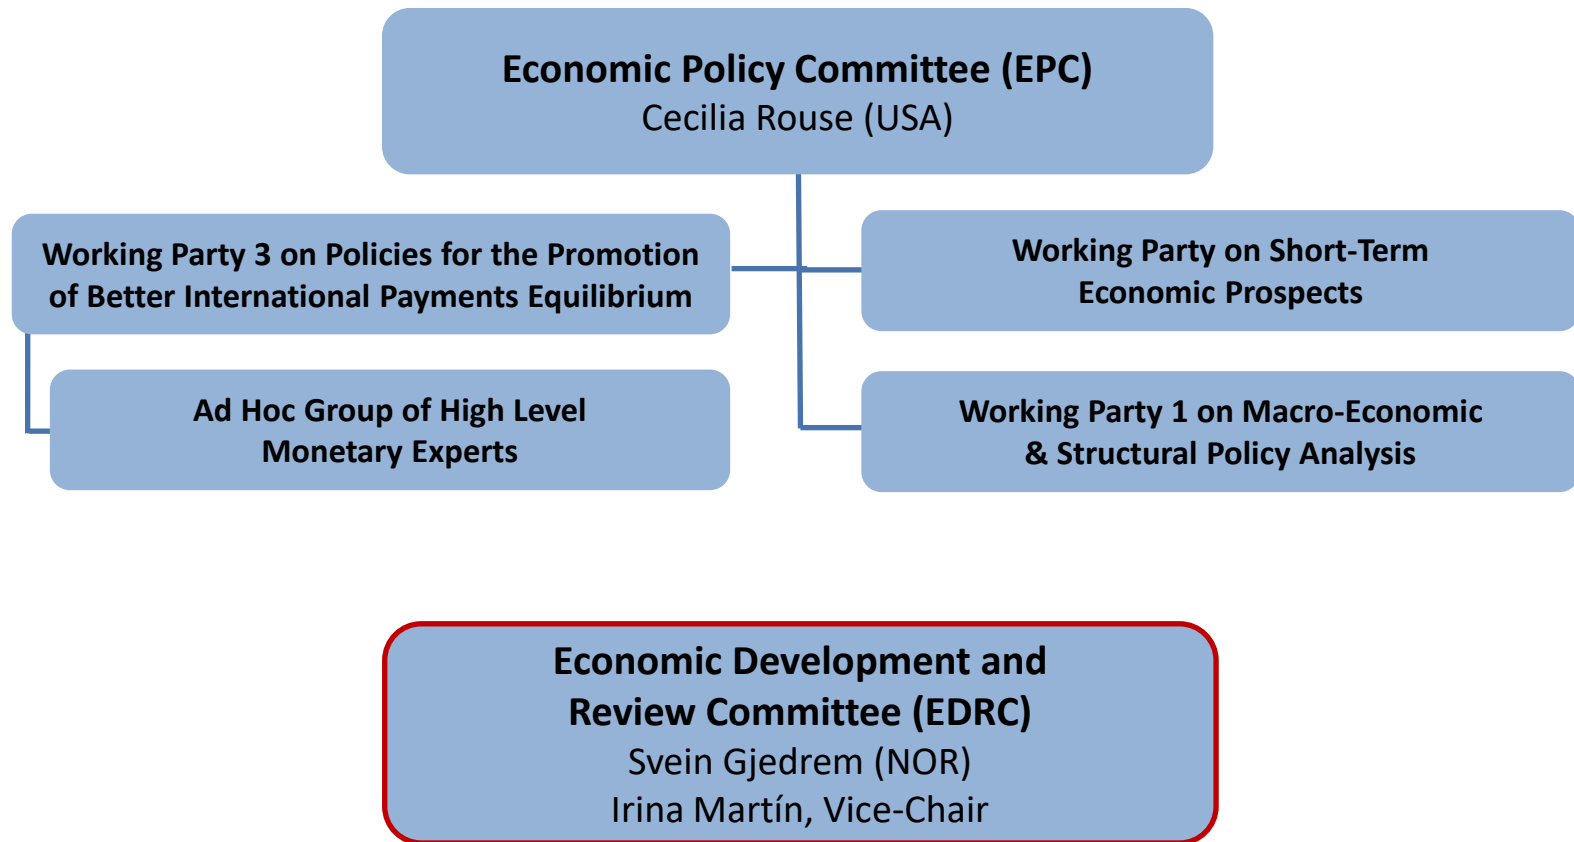 Economic Policy Committee (EPC)
Cecilia Rouse (USA)
Working Party 3 on Policies for the Promotion
of Better International Payments Equilibrium
Ad Hoc Group of High Level
Monetary Experts
Working Party on Short-Term
Economic Prospects
Working Party 1 on Macro-Economic
& Structural Policy Analysis
Economic Development and
Review Committee (EDRC)
Svein Gjedrem (NOR)
Irina Martín, Vice-Chair